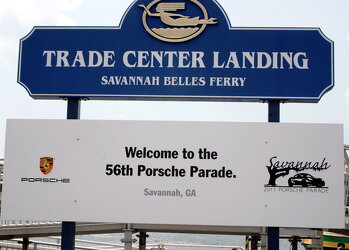 TRADE CENTER LANDING
SAVANNAH BELLES FERRY
Welcome to the
56th Porsche Parade.
Savannah, GA
PORSCHE
Savannah
2011 PORSCHE PARADE